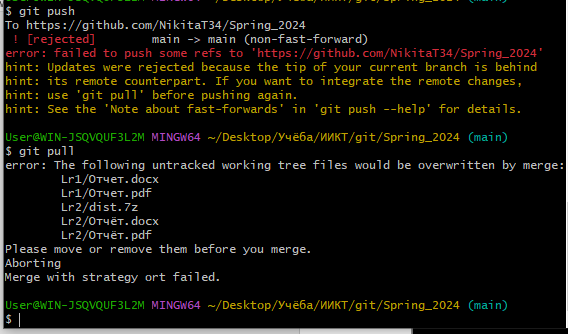 $ git push
To https://github.com/NikitaT34/Spring_2024
 ! [rejected]        main -> main (non-fast-forward)
error: failed to push some refs to 'https://github.com/NikitaT34/Spring_2024'
hint: Updates were rejected because the tip of your current branch is behind
hint: its remote counterpart. If you want to integrate the remote changes,
hint: use 'git pull' before pushing again.
hint: See the 'Note about fast-forwards' in 'git push --help' for details.
User@WIN-JSQVQUF3L2M MINGW64 ~/Desktop/Учёба/ИИКТ/git/Spring_2024 (main)
$ git pull
error: The following untracked working tree files would be overwritten by merge:
        Lr1/Отчет.docx
        Lr1/Отчет.pdf
        Lr2/dist.7z
        Lr2/Отчёт.docx
        Lr2/Отчёт.pdf
Please move or remove them before you merge.
Aborting
Merge with strategy ort failed.
User@WIN-JSQVQUF3L2M MINGW64 ~/Desktop/Учёба/ИИКТ/git/Spring_2024 (main)
$